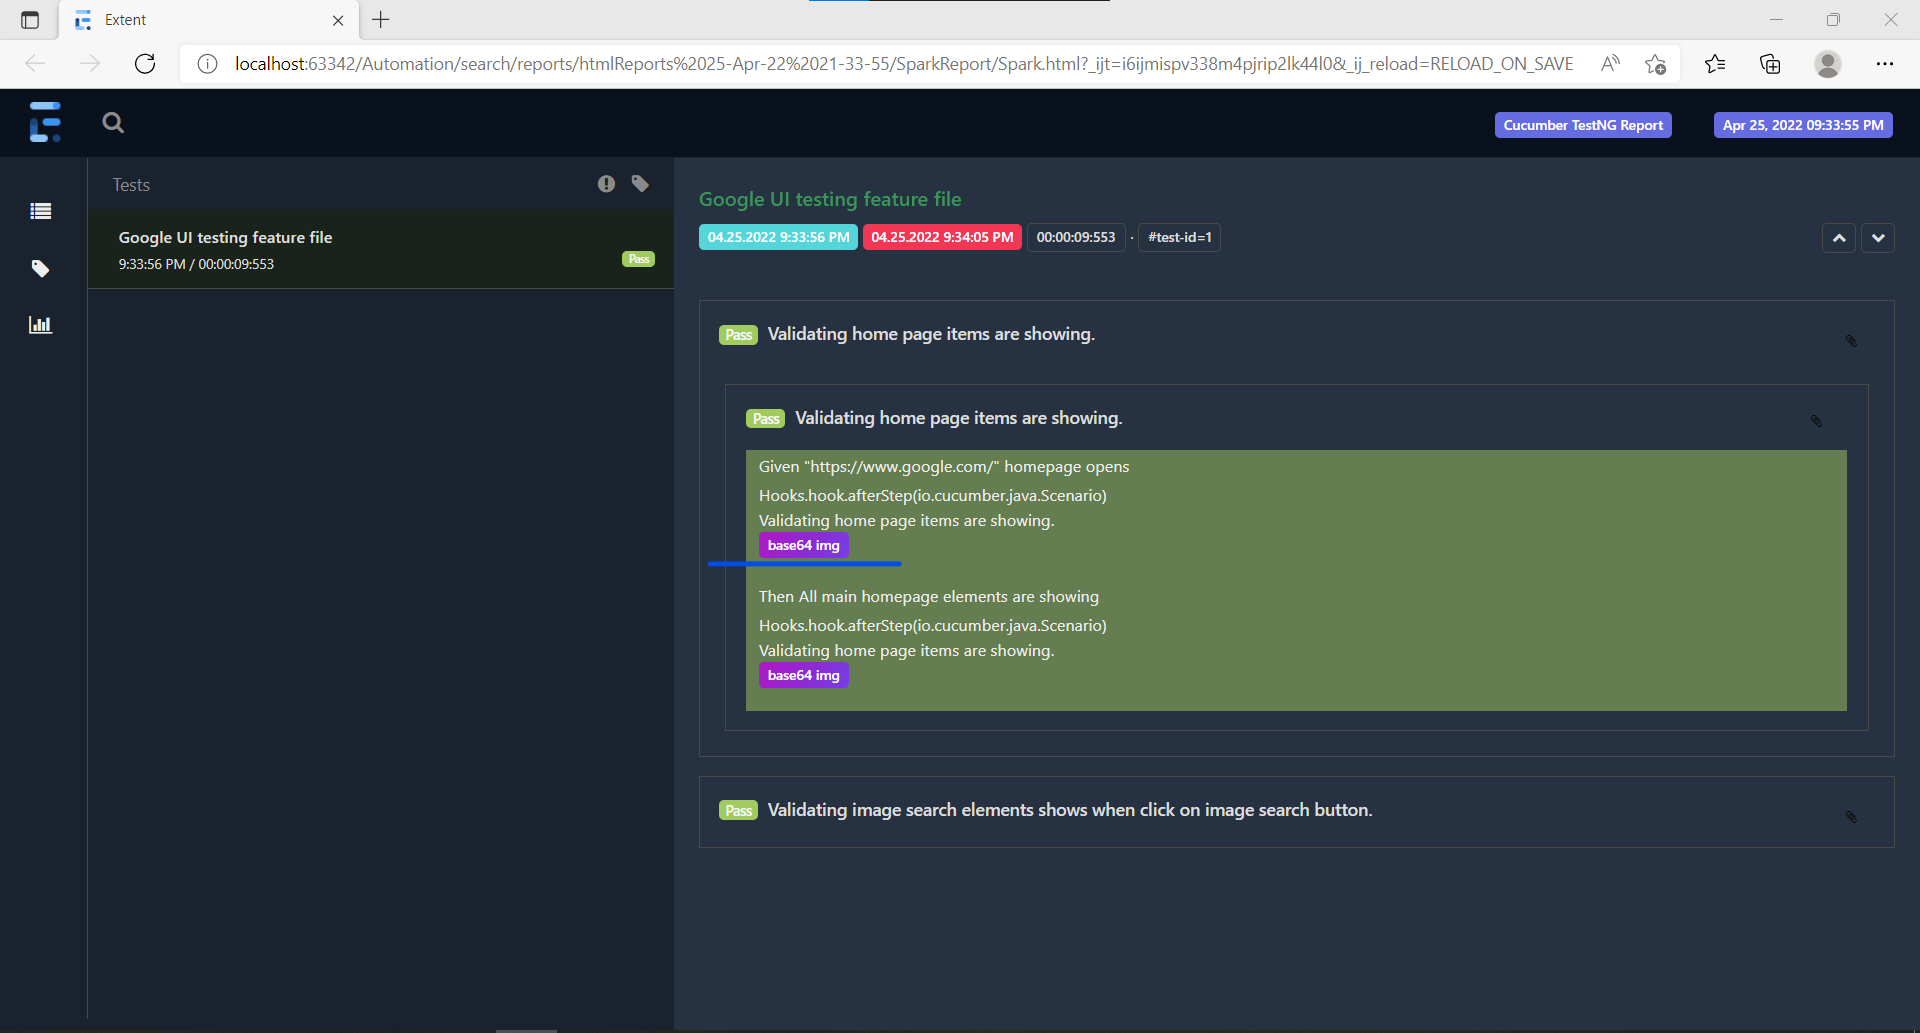 Extent
localhost:63342/Automation/search/reports/htmlReports%2025-Apr-22%2021-33-55/SparkReport/Spark.html?_ijt=i6ijmispv338m4pjrip2lk44l0&_ij_reload=RELOAD_ON_SAVE
Cucumber TestNG Report
Apr 25, 2022 09:33:55 PM
Tests
Google UI testing feature file
9:33:56 PM / 00:00:09:553
Pass
Google UI testing feature file
04.25.2022 9:33:56 PM 04.25.2022 9:34:05 PM 00:00:09:553 · #test-id=1
Pass Validating home page items are showing.
Pass Validating home page items are showing.
Given "https://www.google.com/" homepage opens
Hooks.hook.afterStep(io.cucumber.java.Scenario)
Validating home page items are showing.
base64 img
Then All main homepage elements are showing
Hooks.hook.afterStep(io.cucumber.java.Scenario)
Validating home page items are showing.
base64 img
Pass Validating image search elements shows when click on image search button.